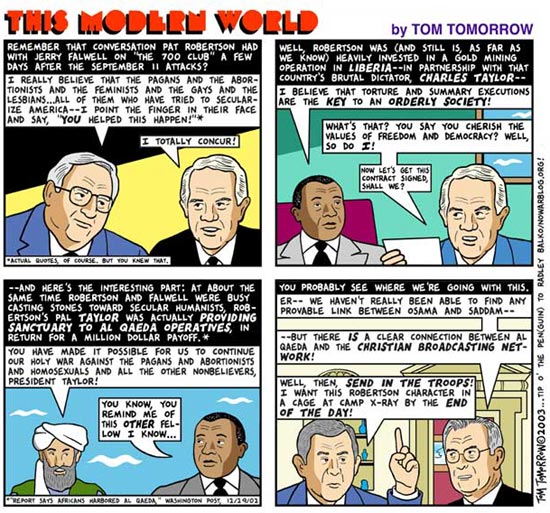 THIS MODERN WORLD
by TOM TOMORROW
REMEMBER THAT CONVERSATION PAT ROBERTSON HAD
WITH JERRY FALWELL ON "THE 700 CLUB" A FEW
DAYS AFTER THE SEPTEMBER 11 ATTACKS?
I REALLY BELIEVE THAT THE PAGANS AND THE ABOR-
TIONISTS AND THE FEMINISTS AND THE GAYS AND THE
LESBIANS...ALL OF THEM WHO HAVE TRIED TO SECULAR-
IZE AMERICA--I POINT THE FINGER IN THEIR FACE
AND SAY, "YOU HELPED THIS HAPPEN!"*
I TOTALLY CONCUR!
*ACTUAL QUOTES, OF COURSE. BUT YOU KNEW THAT.
WELL, ROBERTSON WAS (AND STILL IS, AS FAR AS
WE KNOW) HEAVILY INVESTED IN A GOLD MINING
OPERATION IN LIBERIA--IN PARTNERSHIP WITH THAT
COUNTRY'S BRUTAL DICTATOR, CHARLES TAYLOR--
I BELIEVE THAT TORTURE AND SUMMARY EXECUTIONS
ARE THE KEY TO AN ORDERLY SOCIETY!
WHAT'S THAT? YOU SAY YOU CHERISH THE
VALUES OF FREEDOM AND DEMOCRACY? WELL,
SO DO I!
NOW LET'S GET THIS
CONTRACT SIGNED,
SHALL WE?
--AND HERE'S THE INTERESTING PART: AT ABOUT THE
SAME TIME ROBERTSON AND FALWELL WERE BUSY
CASTING STONES TOWARD SECULAR HUMANISTS, ROB-
ERTSON'S PAL TAYLOR WAS ACTUALLY PROVIDING
SANCTUARY TO AL QAEDA OPERATIVES, IN
RETURN FOR A MILLION DOLLAR PAYOFF.*
YOU HAVE MADE IT POSSIBLE FOR US TO CONTINUE
OUR HOLY WAR AGAINST THE PAGANS AND ABORTIONISTS
AND HOMOSEXUALS AND ALL THE OTHER NONBELIEVERS,
PRESIDENT TAYLOR!
YOU KNOW, YOU
REMIND ME OF
THIS OTHER FEL-
LOW I KNOW...
*"REPORT SAYS AFRICANS HARBORED AL QAEDA," WASHINGTON POST, 12/29/02
YOU PROBABLY SEE WHERE WE'RE GOING WITH THIS.
ER-- WE HAVEN'T REALLY BEEN ABLE TO FIND ANY
PROVABLE LINK BETWEEN OSAMA AND SADDAM--
--BUT THERE IS A CLEAR CONNECTION BETWEEN AL
QAEDA AND THE CHRISTIAN BROADCASTING NET-
WORK!
WELL, THEN, SEND IN THE TROOPS!
I WANT THIS ROBERTSON CHARACTER
IN A CAGE AT CAMP X-RAY BY THE END
OF THE DAY!
TOM TOMORROW©2003...TIP O' THE PEN(GUIN) TO RADLEY BALKO/NOWARBLOG.ORG!